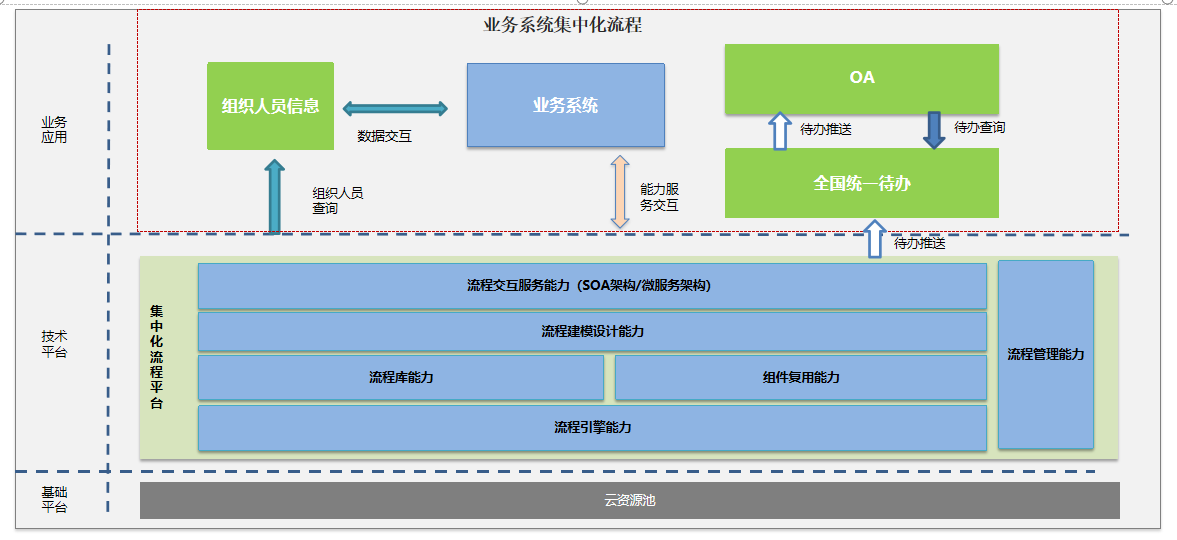 业务系统集中化流程
业务
应用
组织人员信息
数据交互
业务系统
OA
待办推送
待办查询
全国统一待办
组织人员
查询
能力服
务交互
待办推送
技术
平台
集
中
化
流
程
平
台
流程交互服务能力（SOA架构/微服务架构）
流程建模设计能力
流程库能力
组件复用能力
流程引擎能力
流程管理能力
基础
平台
云资源池